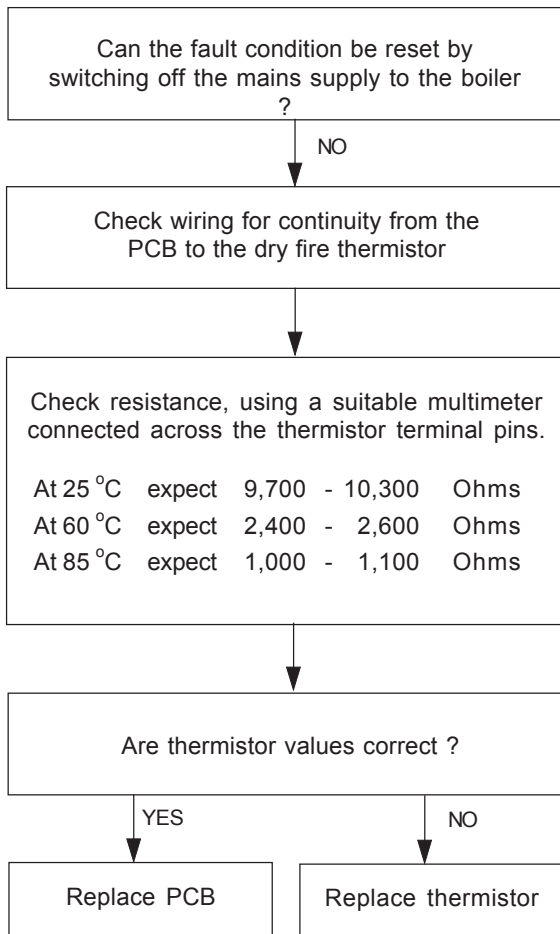 Can the fault condition be reset by
switching off the mains supply to the boiler
?
NO
Check wiring for continuity from the
PCB to the dry fire thermistor
Check resistance, using a suitable multimeter
connected across the thermistor terminal pins.
At 25 °C expect 9,700 - 10,300 Ohms
At 60 °C expect 2,400 - 2,600 Ohms
At 85 °C expect 1,000 - 1,100 Ohms
Are thermistor values correct ?
YES
NO
Replace PCB
Replace thermistor